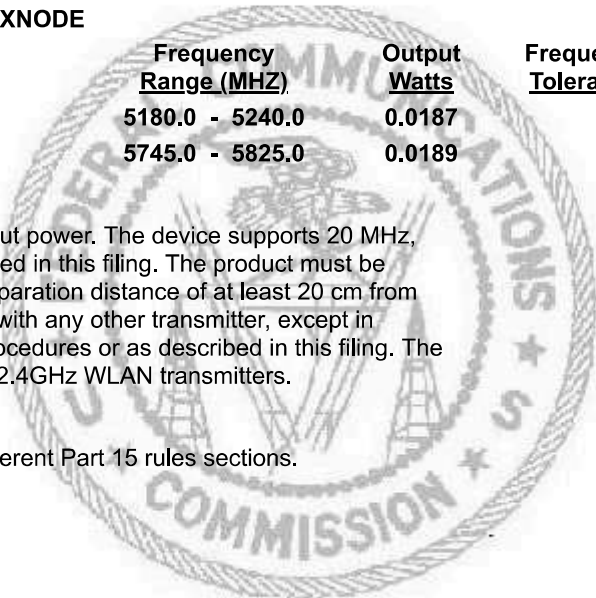 XNODE
Frequency Output Freque
Range (MHZ) Watts Tolera
5180.0 - 5240.0 0.0187
5745.0 - 5825.0 0.0189
ut power. The device supports 20 MHz,
ed in this filing. The product must be
paration distance of at least 20 cm from
with any other transmitter, except in
ocedures or as described in this filing. The
2.4GHz WLAN transmitters.
erent Part 15 rules sections.
FEDERAL COMMUNICATIONS COMMISSION
U S